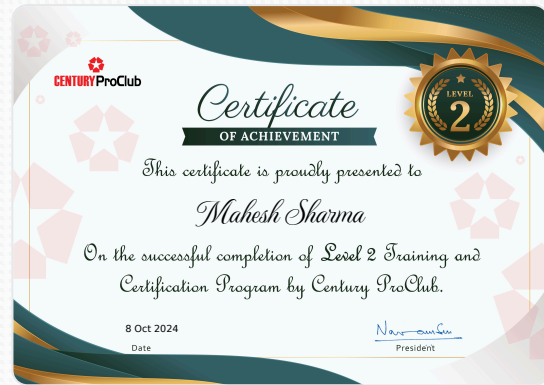 CENTURY ProClub
Certificate
OF ACHIEVEMENT
LEVEL
2
This certificate is proudly presented to
Mahesh Sharma
On the successful completion of Level 2 Training and
Certification Program by Century ProClub.
8 Oct 2024
Date
President